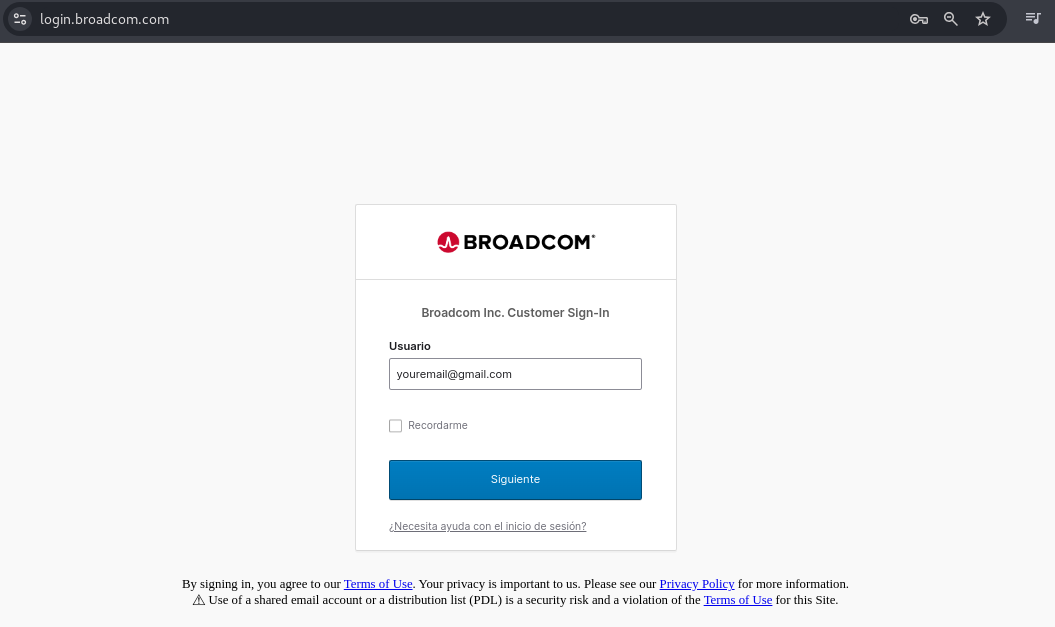 login.broadcom.com
BROADCOM
Broadcom Inc. Customer Sign-In
Usuario
youremail@gmail.com
Recordarme
Siguiente
¿Necesita ayuda con el inicio de sesión?
By signing in, you agree to our Terms of Use. Your privacy is important to us. Please see our Privacy Policy for more information.
⚠ Use of a shared email account or a distribution list (PDL) is a security risk and a violation of the Terms of Use for this Site.